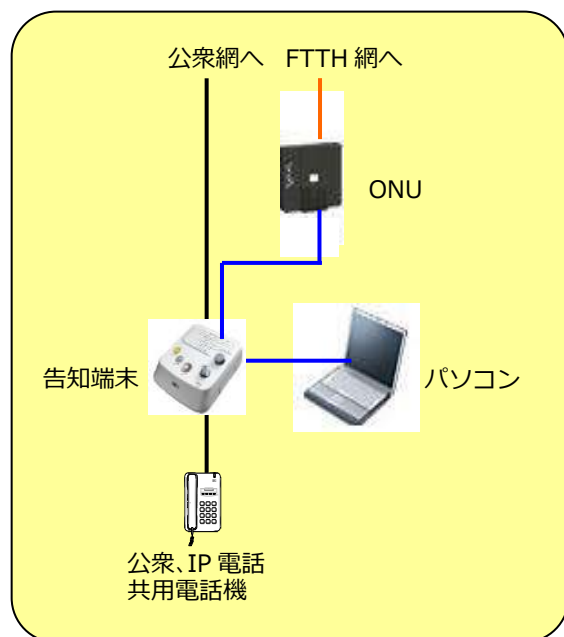 公衆網へ FTTH 網へ
ONU
告知端末
パソコン
公衆、IP 電話
共用電話機